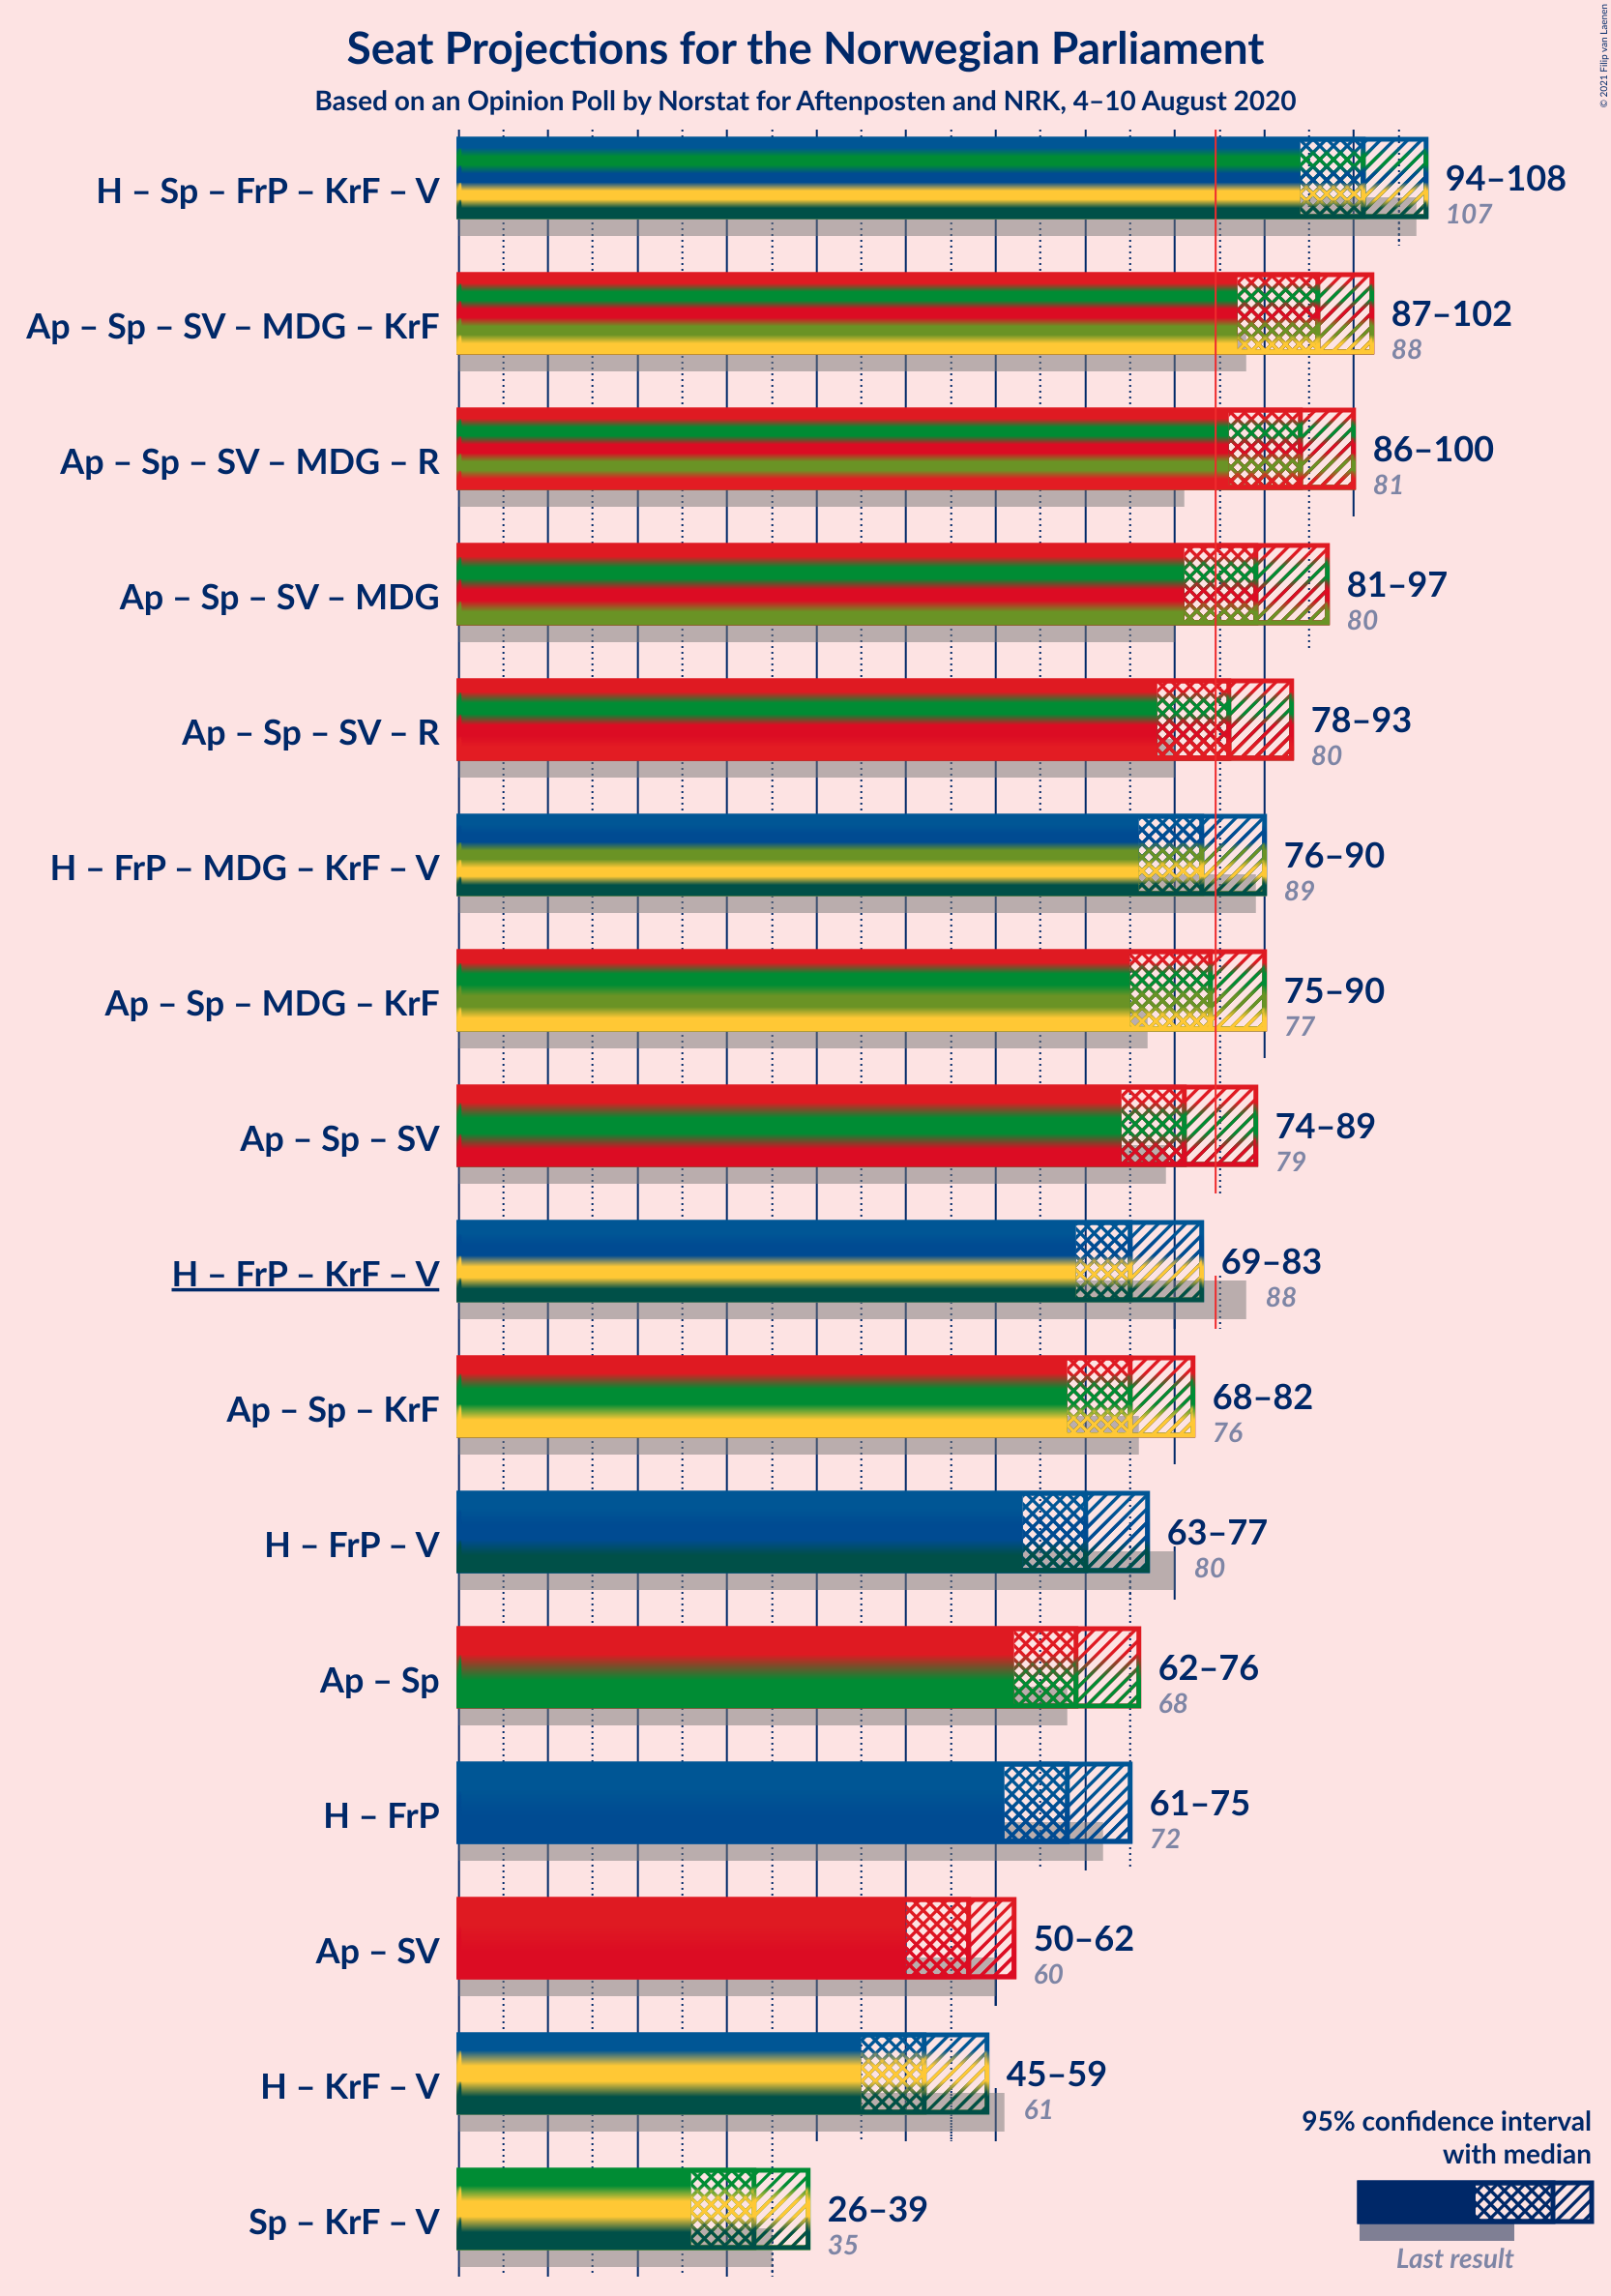 Seat Projections for the Norwegian Parliament
Based on an Opinion Poll by Norstat for Aftenposten and NRK, 4–10 August 2020
© 2021 Filip van Laenen
H – Sp – FrP – KrF – V
94–108
107
Ap – Sp – SV – MDG – KrF
87–102
88
Ap – Sp – SV – MDG – R
86–100
81
Ap – Sp – SV – MDG
81–97
80
Ap – Sp – SV – R
78–93
80
H – FrP – MDG – KrF – V
76–90
89
Ap – Sp – MDG – KrF
75–90
77
Ap – Sp – SV
74–89
79
H – FrP – KrF – V
69–83
88
Ap – Sp – KrF
68–82
76
H – FrP – V
63–77
80
Ap – Sp
62–76
68
H – FrP
61–75
72
Ap – SV
50–62
60
H – KrF – V
45–59
61
Sp – KrF – V
26–39
35
95% confidence interval
with median
Last result